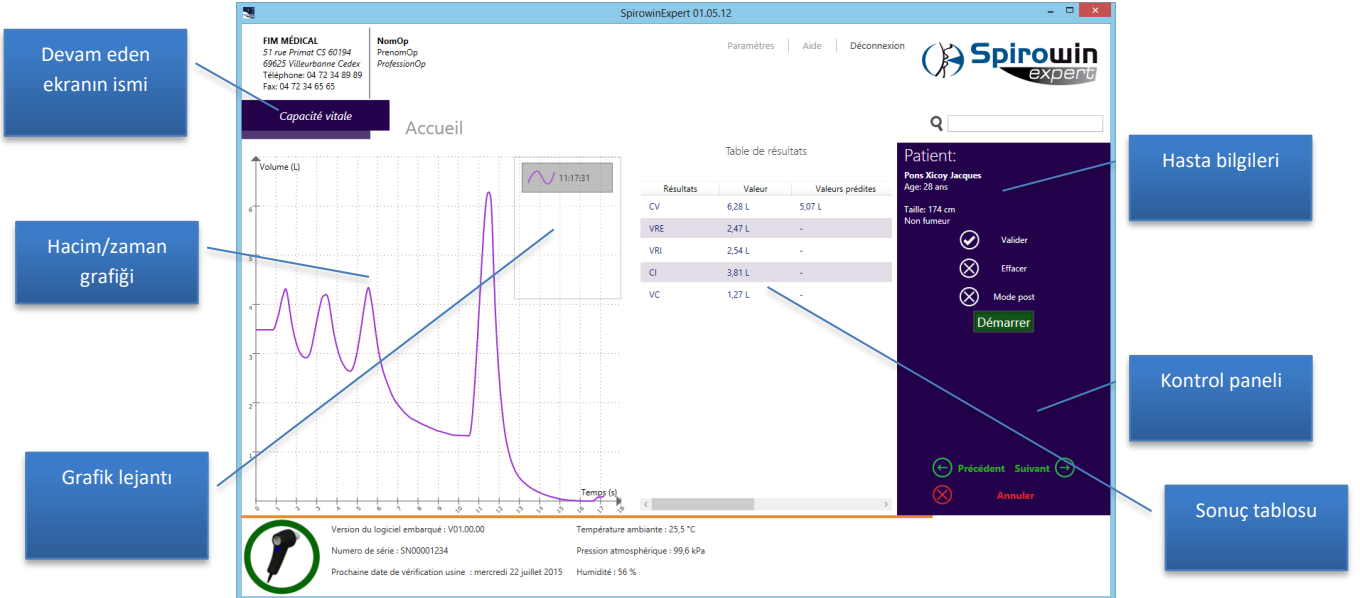 SpirowinExpert 01.05.12
Devam eden
ekranın ismi
FIM MÉDICAL
51 rue Primat CS 60194
69625 Villeurbanne Cedex
Téléphone: 04 72 34 89 89
Fax: 04 72 34 65 65
NomOp
PrenomOp
ProfessionOp
Paramètres
Aide
Déconnexion
Spirowin
expert
Capacité vitale
Accueil
Hacim/zaman
grafiği
Grafik lejantı
Volume (L)
11:17:31
6
5
4
3
2
1
Temps (s)
0 1 2 3 4 5 6 7 8 9 10 11 12 13 14 15 16 17 18
Table de résultats
Résultats Valeur Valeurs prédites
CV 6,28 L 5,07 L
VRE 2,47 L -
VRI 2,54 L -
CI 3,81 L -
VC 1,27 L -
Patient:
Pons Xicoy Jacques
Age: 28 ans
Taille: 174 cm
Non fumeur
Valider
Effacer
Mode post
Démarrer
Précédent Suivant
Annuler
Hasta bilgileri
Kontrol paneli
Sonuç tablosu
Version du logiciel embarqué : V01.00.00
Numero de série : SN00001234
Prochaine date de vérification usine : mercredi 22 juillet 2015
Température ambiante : 25,5 °C
Pression atmosphérique : 99,6 kPa
Humidité : 56 %